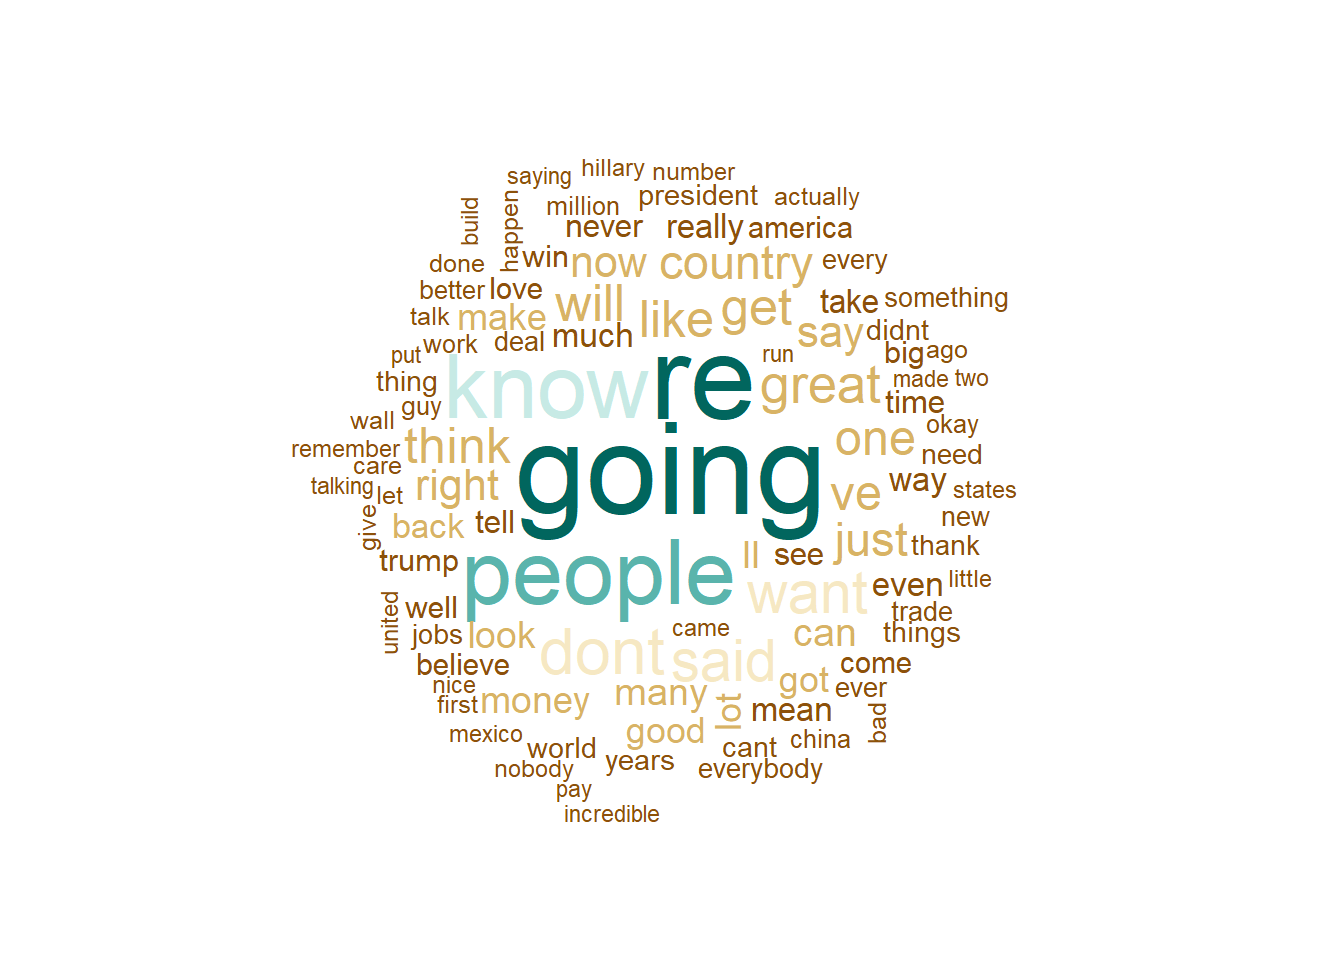 saying hillary number
build happen million president actually
never really america
done win now country every
better love will like get take something
talk make much say didnt
put work deal run big ago
thing know re great made two
guy time
wall think one okay
remember going need
care right ve way states
talking let
give back tell just new
trump people ll see thank
want even little
united well trade
jobs look dont came can things
believe said come
nice got ever
first money many lot mean bad
mexico good china
world years cant
nobody everybody
pay
incredible